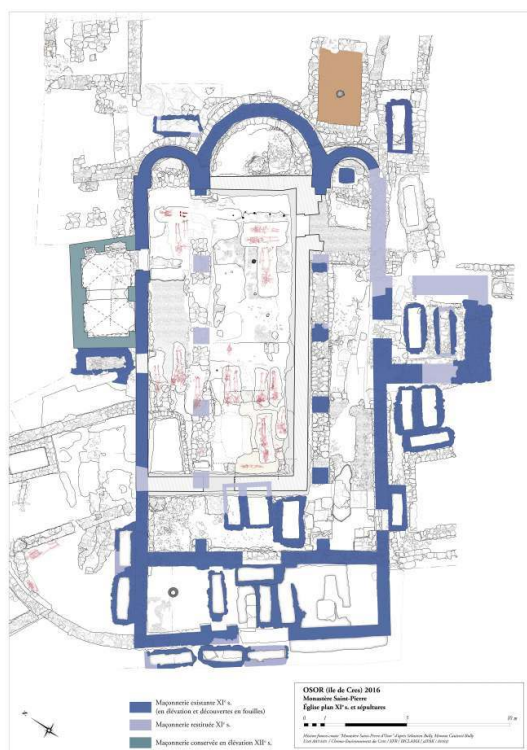 Maçonnerie existante XIᵉ s.
(en élévation et découvertes en fouilles)
Maçonnerie restituée XIᵉ s.
Maçonnerie conservée en élévation XIIᵉ s.
OSOR (île de Cres) 2016
Monastère Saint-Pierre
Église plan XIᵉ s. et sépultures
0 1 5 10 m